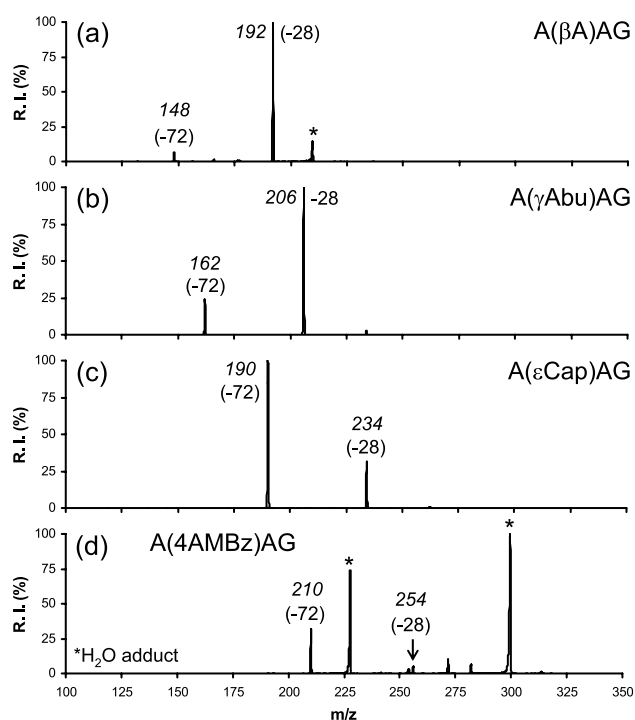 (a)
A(βA)AG
192 (-28)
148
(-72)
*
R. I. (%)
100
75
50
25
0
(b)
A(γAbu)AG
206 -28
162
(-72)
R. I. (%)
100
75
50
25
0
(c)
A(εCap)AG
190
(-72)
234
(-28)
R. I. (%)
100
75
50
25
0
(d)
A(4AMBz)AG
*
*
210
(-72)
254
(-28)
*H₂O adduct
R. I. (%)
100
75
50
25
0
100 125 150 175 200 225 250 275 300 325 350
m/z